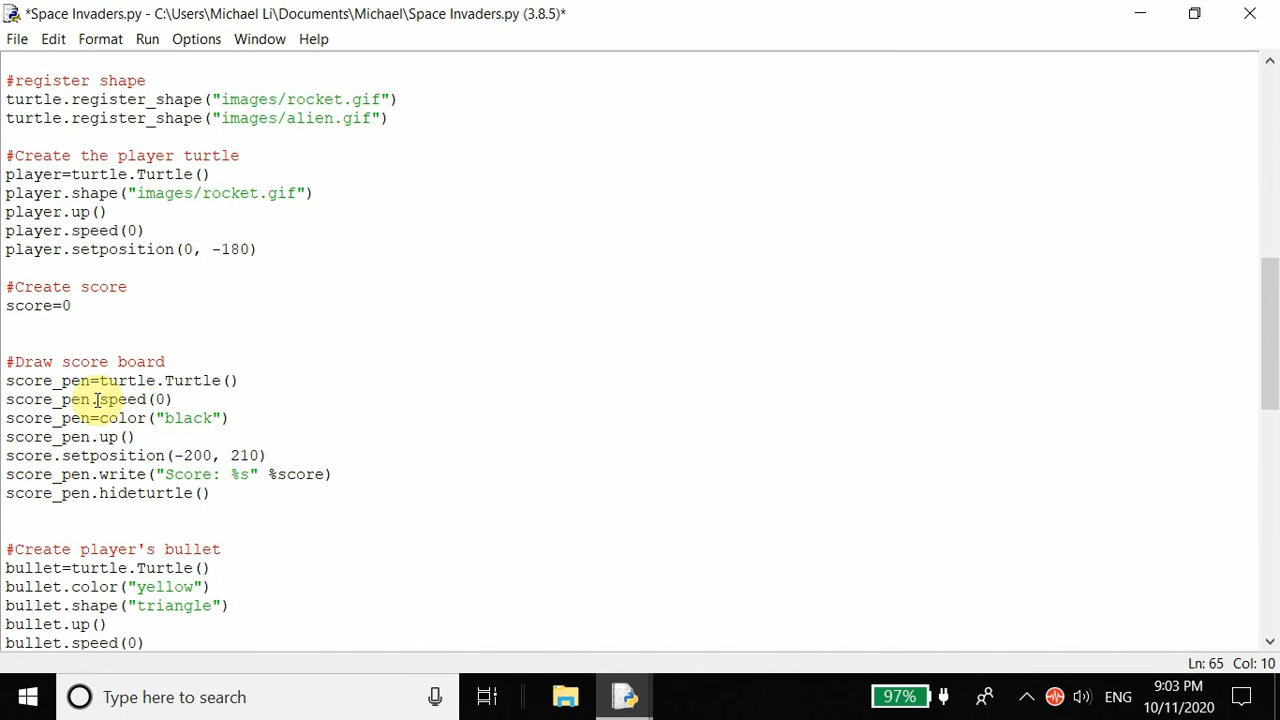 *Space Invaders.py - C:\Users\Michael Li\Documents\Michael\Space Invaders.py (3.8.5)*
File Edit Format Run Options Window Help
#register shape
turtle.register_shape("images/rocket.gif")
turtle.register_shape("images/alien.gif")
#Create the player turtle
player=turtle.Turtle()
player.shape("images/rocket.gif")
player.up()
player.speed(0)
player.setposition(0, -180)
#Create score
score=0
#Draw score board
score_pen=turtle.Turtle()
score_pen.speed(0)
score_pen=color("black")
score_pen.up()
score.setposition(-200, 210)
score_pen.write("Score: %s" %score)
score_pen.hideturtle()
#Create player's bullet
bullet=turtle.Turtle()
bullet.color("yellow")
bullet.shape("triangle")
bullet.up()
bullet.speed(0)
Ln: 65 Col: 10
Type here to search
97%
ENG
9:03 PM
10/11/2020